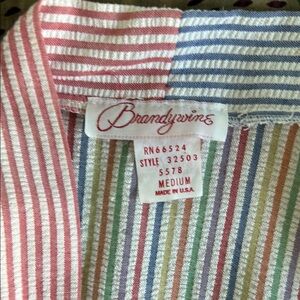 Brandywine
RN66524
STYLE 32503
5578
MEDIUM
MADE IN U.S.A.